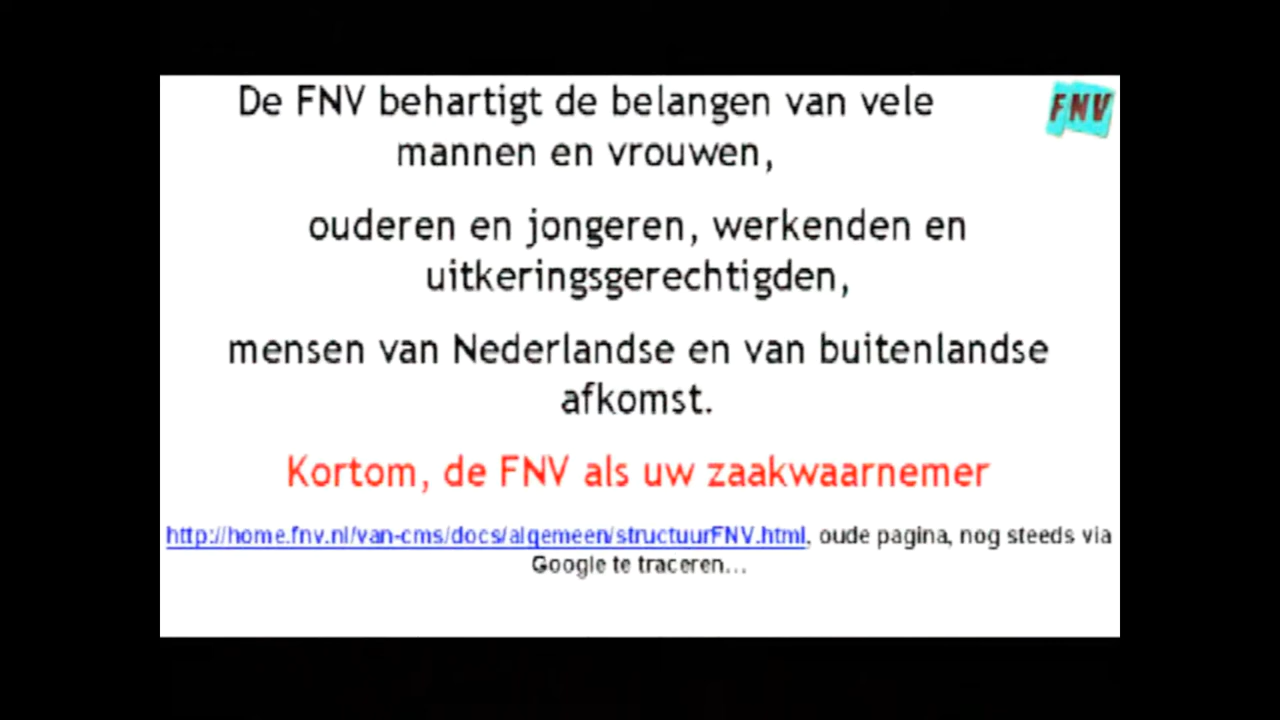 De FNV behartigt de belangen van vele
FNV
mannen en vrouwen,
ouderen en jongeren, werkenden en
uitkeringsgerechtigden,
mensen van Nederlandse en van buitenlandse
afkomst.
Kortom, de FNV als uw zaakwaarnemer
http://home.fnv.nl/van-cms/docs/algemeen/structuurFNV.html, oude pagina, nog steeds via
Google te traceren...